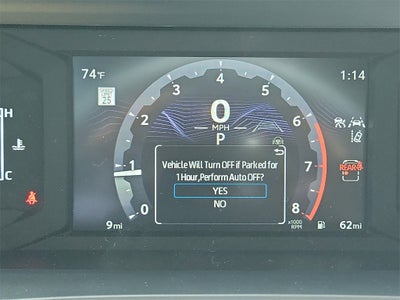 74°F
1:14
SPEED
LIMIT
25
H
C
3
4
5
2
6
1
7
0
8
0
MPH
P
Vehicle Will Turn OFF if Parked for
1 Hour,Perform Auto OFF?
YES
NO
REAR
x1000
RPM
9mi
62mi